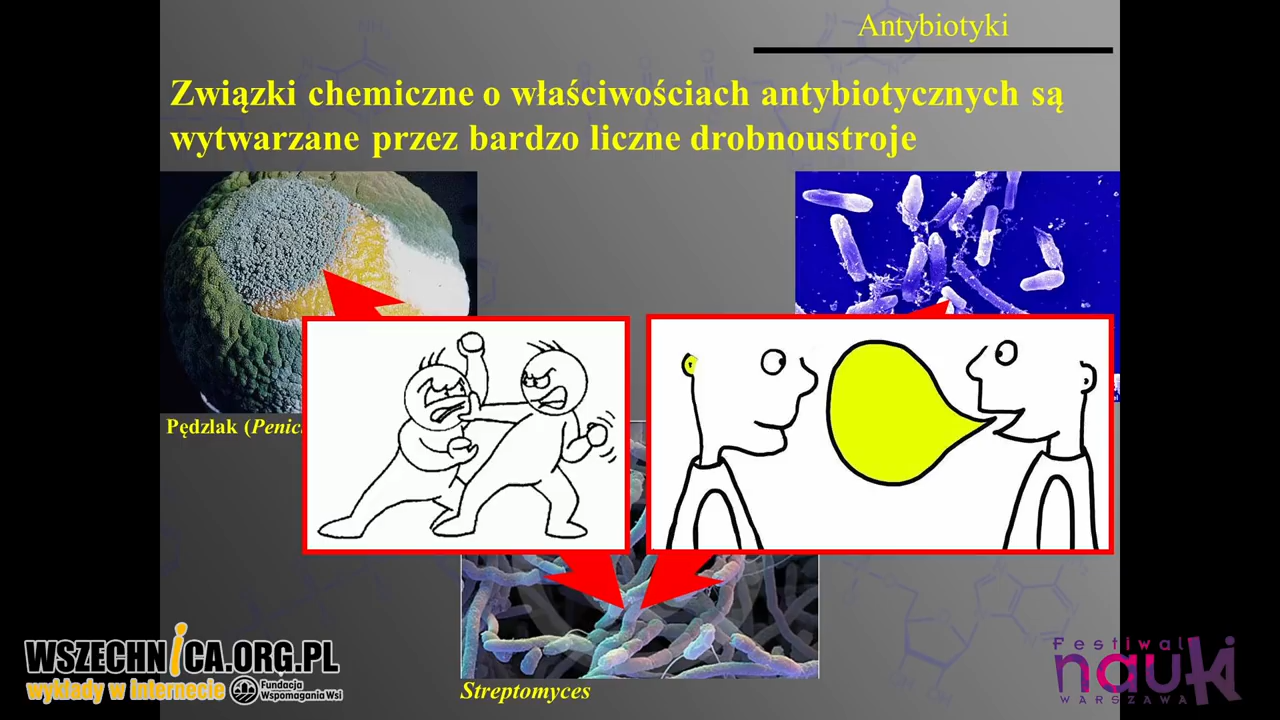 Antybiotyki
Związki chemiczne o właściwościach antybiotycznych są
wytwarzane przez bardzo liczne drobnoustroje
Pędzlak (Penic
Streptomyces
WSZECHNICA.ORG.PL
wykłady w internecie
Fundacja
Wspomagania Wsi
Festiwal
nauki
WARSZAWA